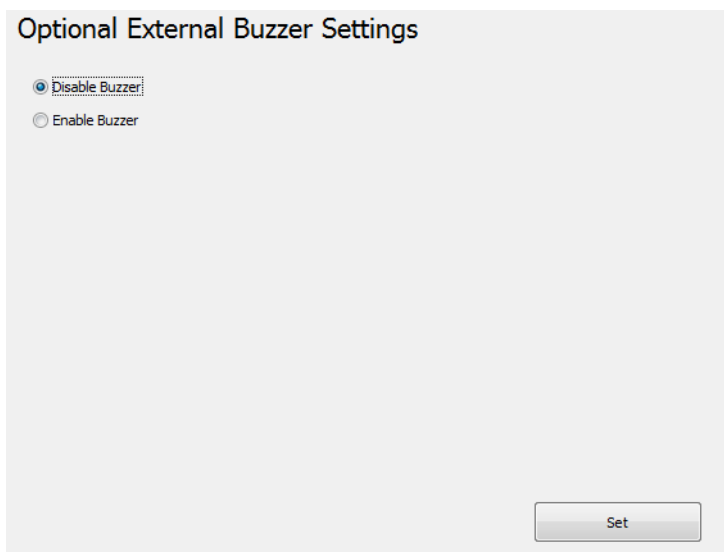 Optional External Buzzer Settings
Disable Buzzer
Enable Buzzer
Set